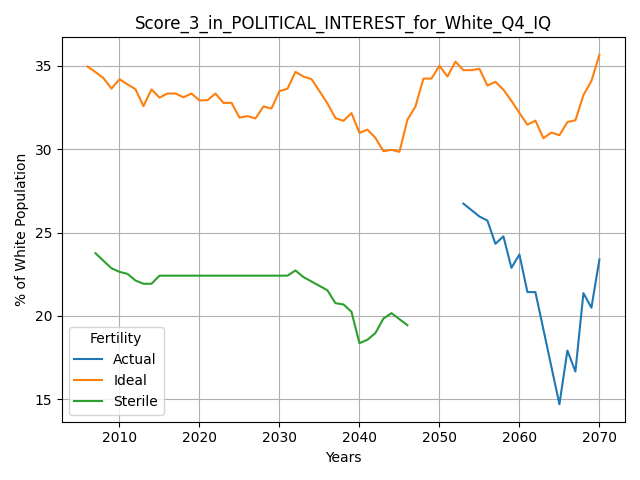 Score_3_in_POLITICAL_INTEREST_for_White_Q4_IQ
% of White Population
35
30
25
20
15
Fertility
Actual
Ideal
Sterile
2010 2020 2030 2040 2050 2060 2070
Years